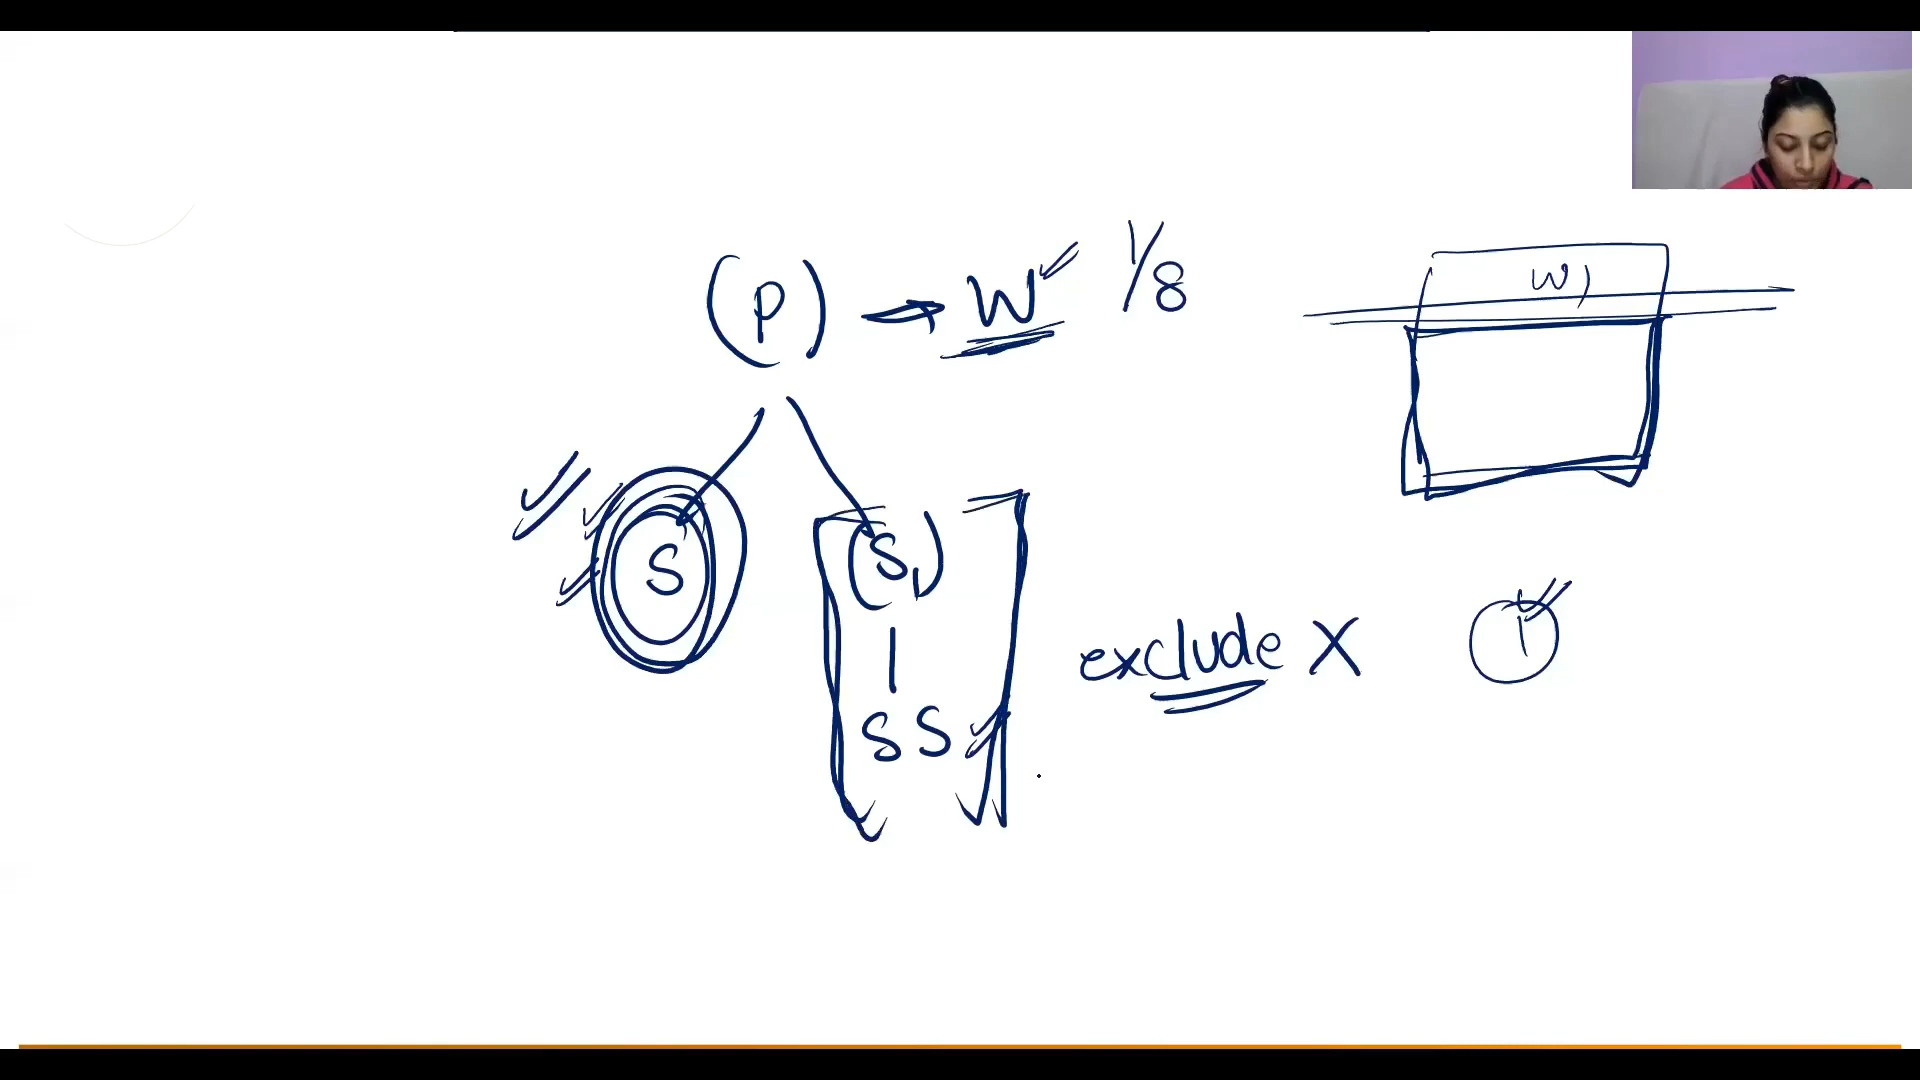 (P) → W 1/8
W)
S
(S,)
SS
exclude X
1